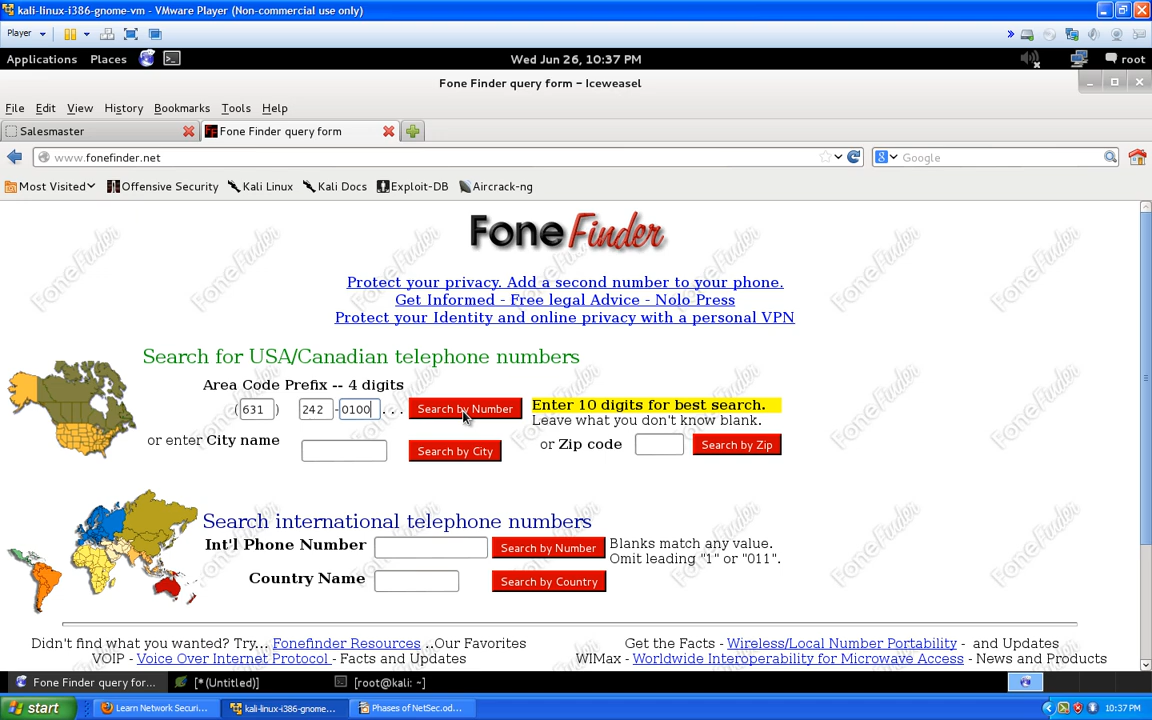 kali-linux-i386-gnome-vm - VMware Player (Non-commercial use only)
Player
Applications Places Wed Jun 26, 10:37 PM root
Fone Finder query form - Iceweasel
File Edit View History Bookmarks Tools Help
Salesmaster Fone Finder query form
www.fonefinder.net Google
Most Visited Offensive Security Kali Linux Kali Docs Exploit-DB Aircrack-ng
FoneFinder
Protect your privacy. Add a second number to your phone.
Get Informed - Free legal Advice - Nolo Press
Protect your Identity and online privacy with a personal VPN
Search for USA/Canadian telephone numbers
Area Code Prefix -- 4 digits
(631) 242 -0100 . . . Search by Number Enter 10 digits for best search.
Leave what you don't know blank.
or enter City name Search by City or Zip code Search by Zip
Search international telephone numbers
Int'l Phone Number Search by Number Blanks match any value.
Omit leading "1" or "011".
Country Name Search by Country
Didn't find what you wanted? Try... Fonefinder Resources ..Our Favorites Get the Facts - Wireless/Local Number Portability - and Updates
VOIP - Voice Over Internet Protocol - Facts and Updates WIMax - Worldwide Interoperability for Microwave Access - News and Products
Fone Finder query for... [*(Untitled)] [root@kali: ~]
start Learn Network Securi... kali-linux-i386-gnome... Phases of NetSec.od... 10:37 PM